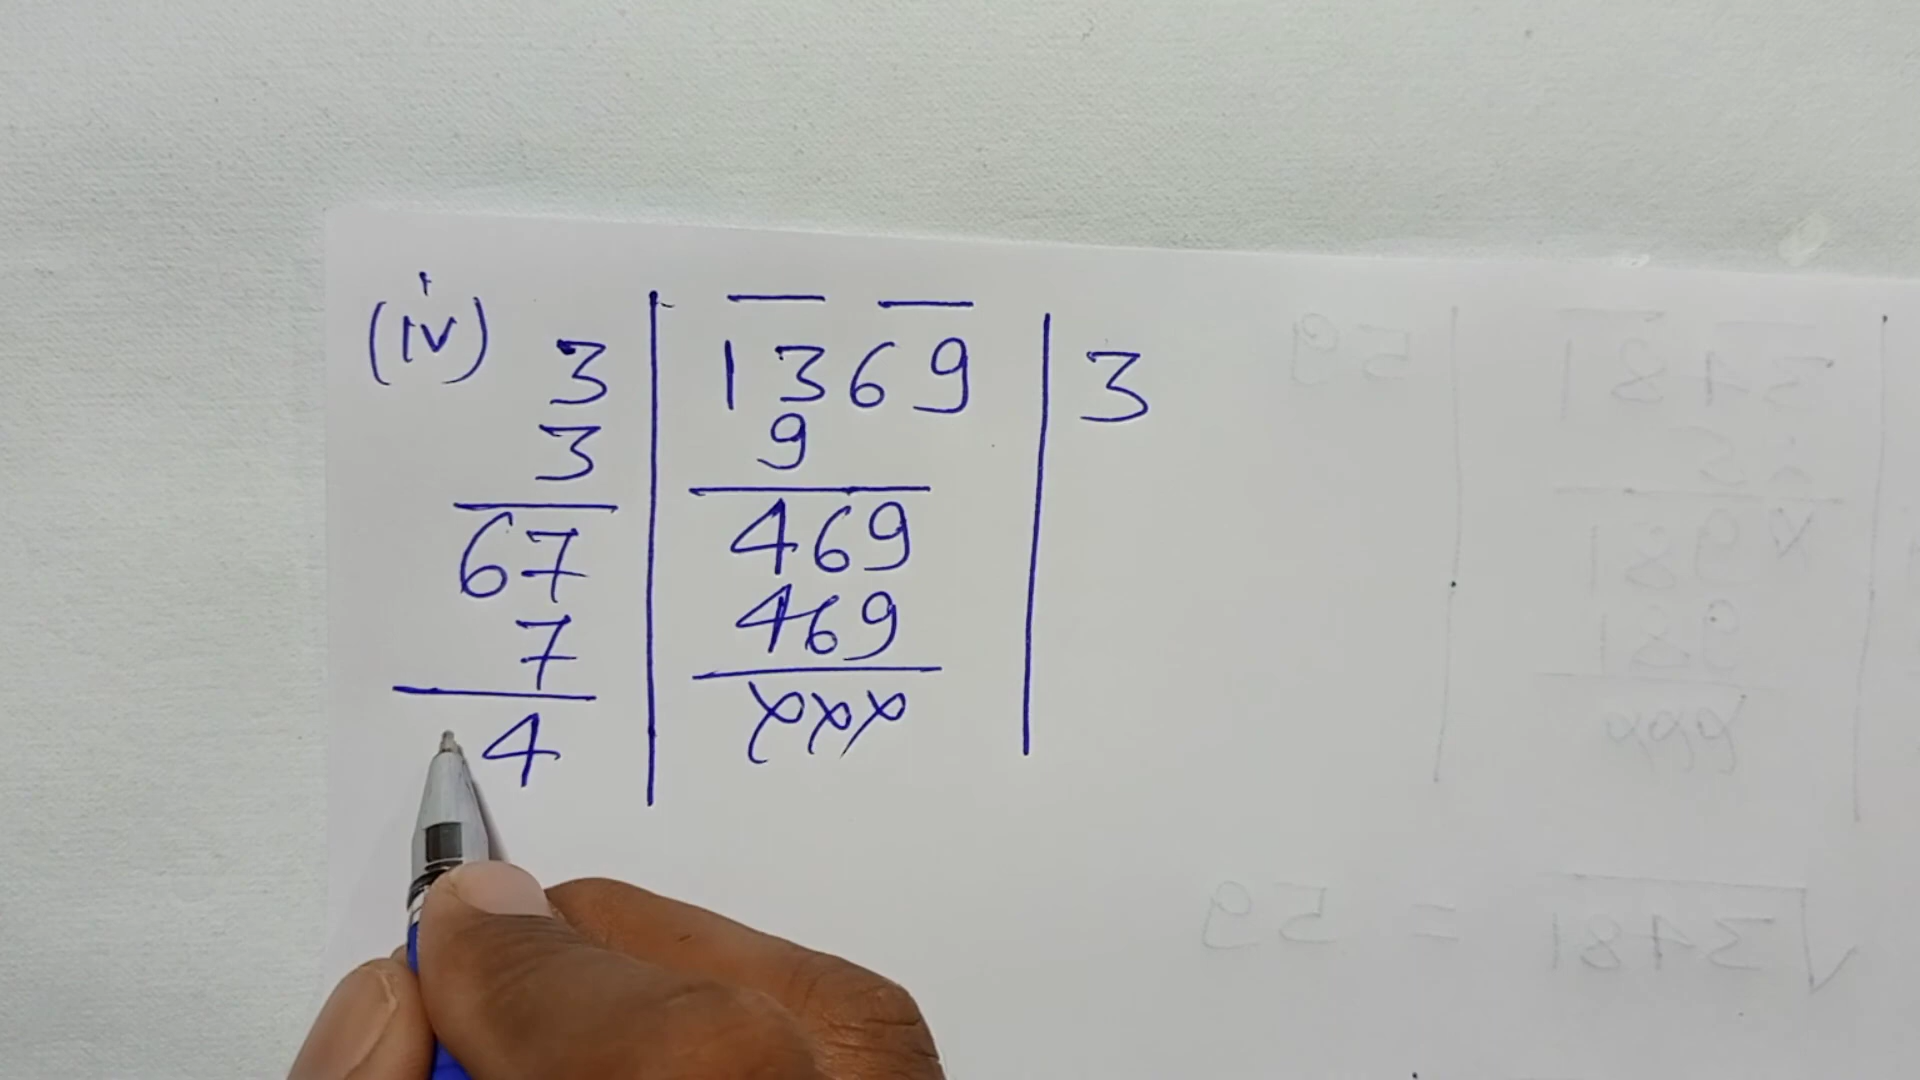 (iv) 3 | 1369 | 3
3 | 9
67 | 469
7 | 469
4 | xxx